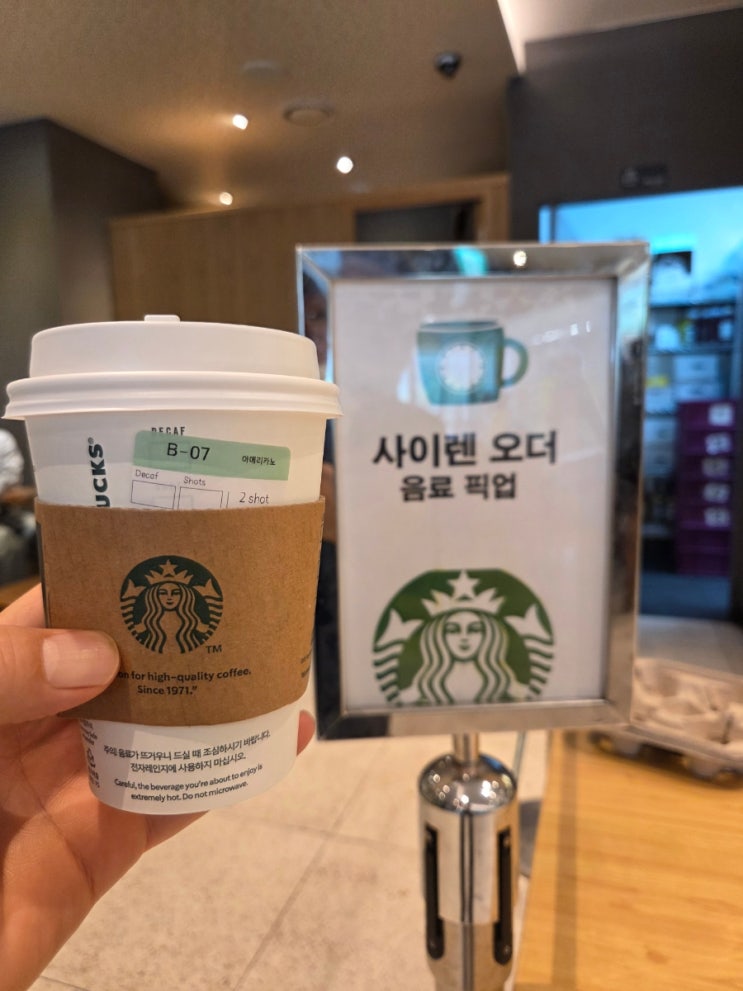 DECAF
B-07 아메리카노
Decaf Shots
2 shot
UCKS®
TM
on for high-quality coffee.
Since 1971."
주의: 음료가 뜨거우니 드실 때 조심하시기 바랍니다.
전자레인지에 사용하지 마십시오.
Careful, the beverage you're about to enjoy is
extremely hot. Do not microwave.
사이렌 오더
음료 픽업